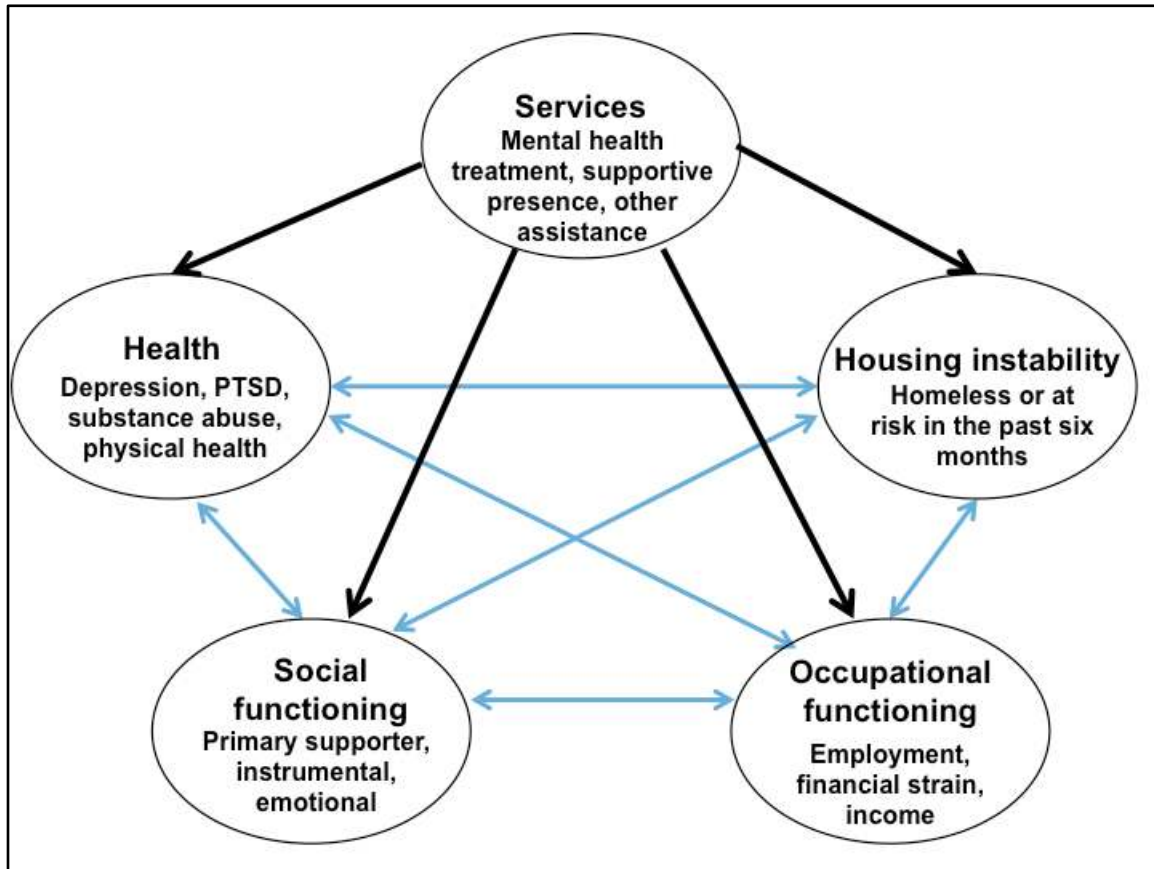 Services
Mental health
treatment, supportive
presence, other
assistance
Health
Depression, PTSD,
substance abuse,
physical health
Housing instability
Homeless or at
risk in the past six
months
Social
functioning
Primary supporter,
instrumental,
emotional
Occupational
functioning
Employment,
financial strain,
income